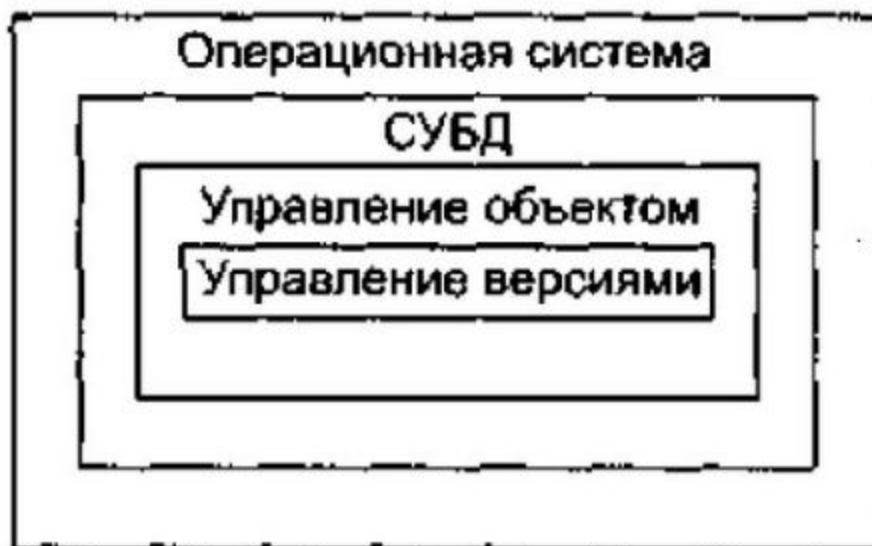 Операционная система
СУБД
Управление объектом
Управление версиями